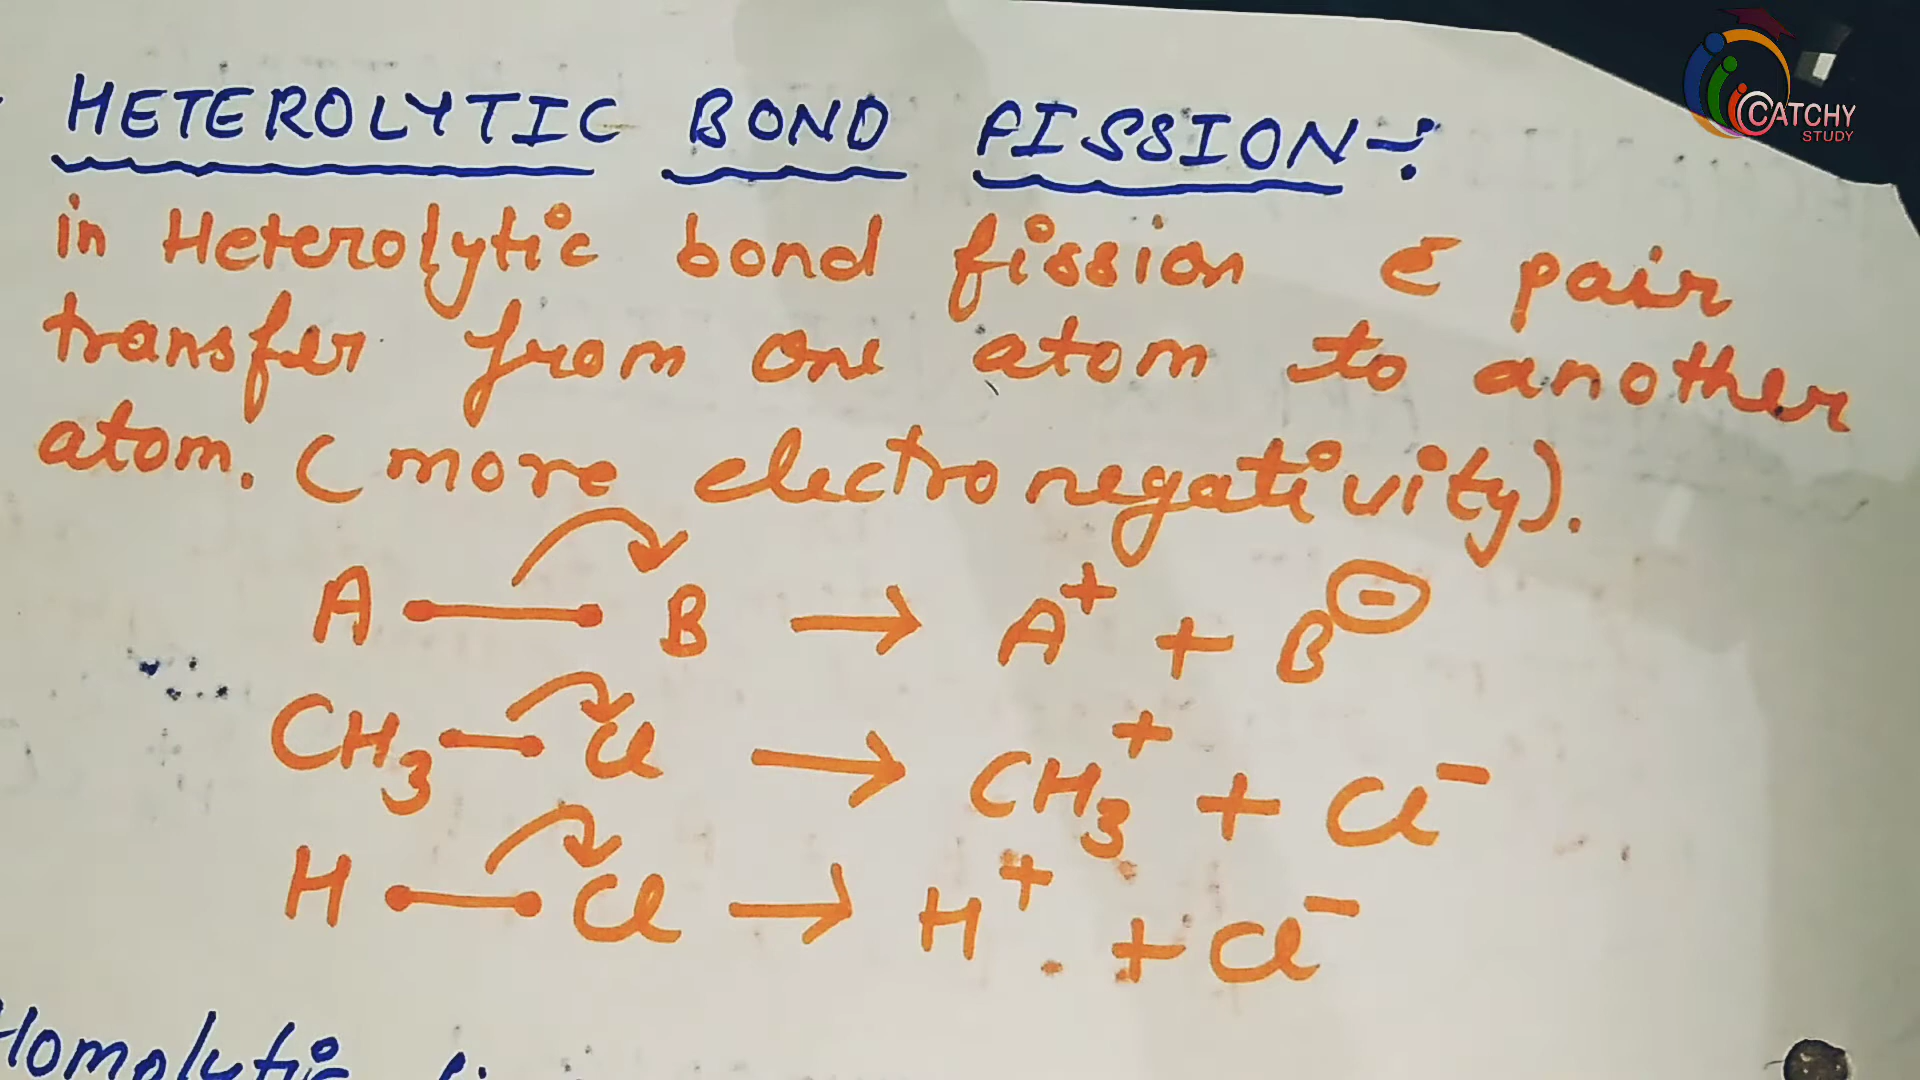 HETEROLYTIC BOND FISSION -:
in Heterolytic bond fission ē pair
transfer from one atom to another
atom. (more electronegativity).
A — B → A⁺ + B⊖
CH₃ — Cl → CH₃⁺ + Cl⁻
H — Cl → H⁺ + Cl⁻
Homolytic
CATCHY
STUDY